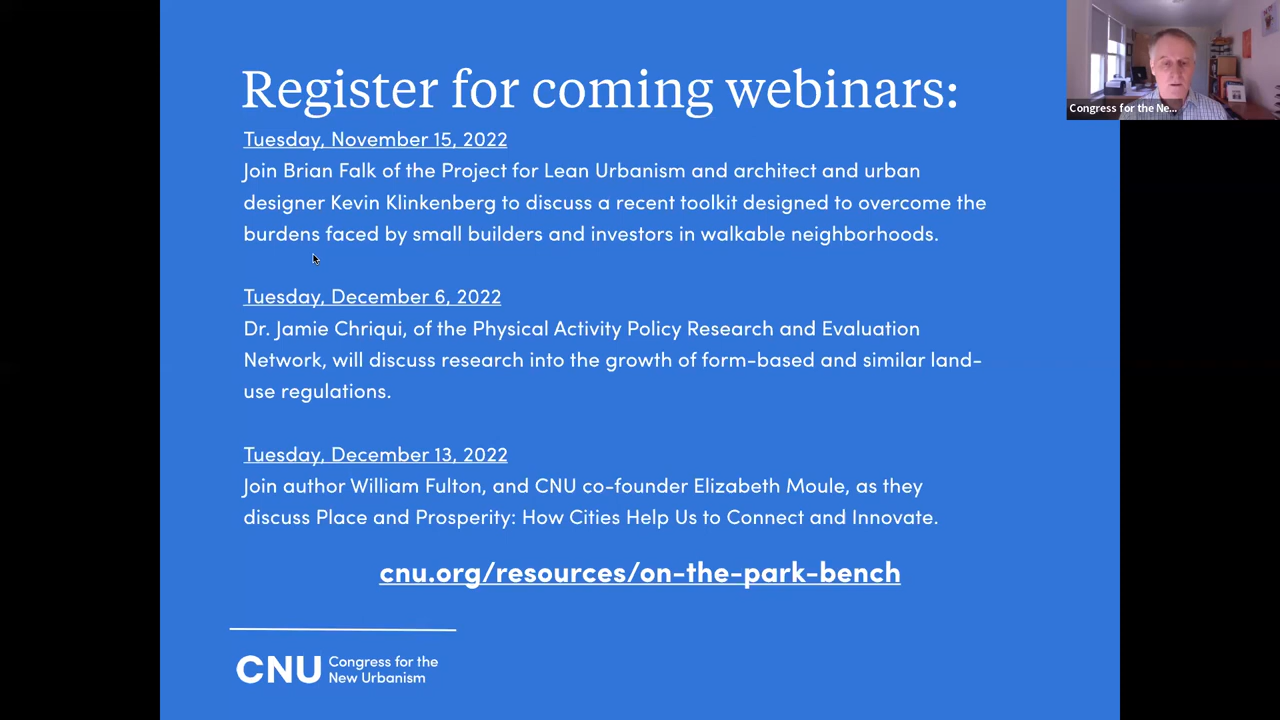 Register for coming webinars:
Tuesday, November 15, 2022
Join Brian Falk of the Project for Lean Urbanism and architect and urban
designer Kevin Klinkenberg to discuss a recent toolkit designed to overcome the
burdens faced by small builders and investors in walkable neighborhoods.
Tuesday, December 6, 2022
Dr. Jamie Chriqui, of the Physical Activity Policy Research and Evaluation
Network, will discuss research into the growth of form-based and similar land-
use regulations.
Tuesday, December 13, 2022
Join author William Fulton, and CNU co-founder Elizabeth Moule, as they
discuss Place and Prosperity: How Cities Help Us to Connect and Innovate.
cnu.org/resources/on-the-park-bench
CNU Congress for the
New Urbanism
Congress for the Ne...